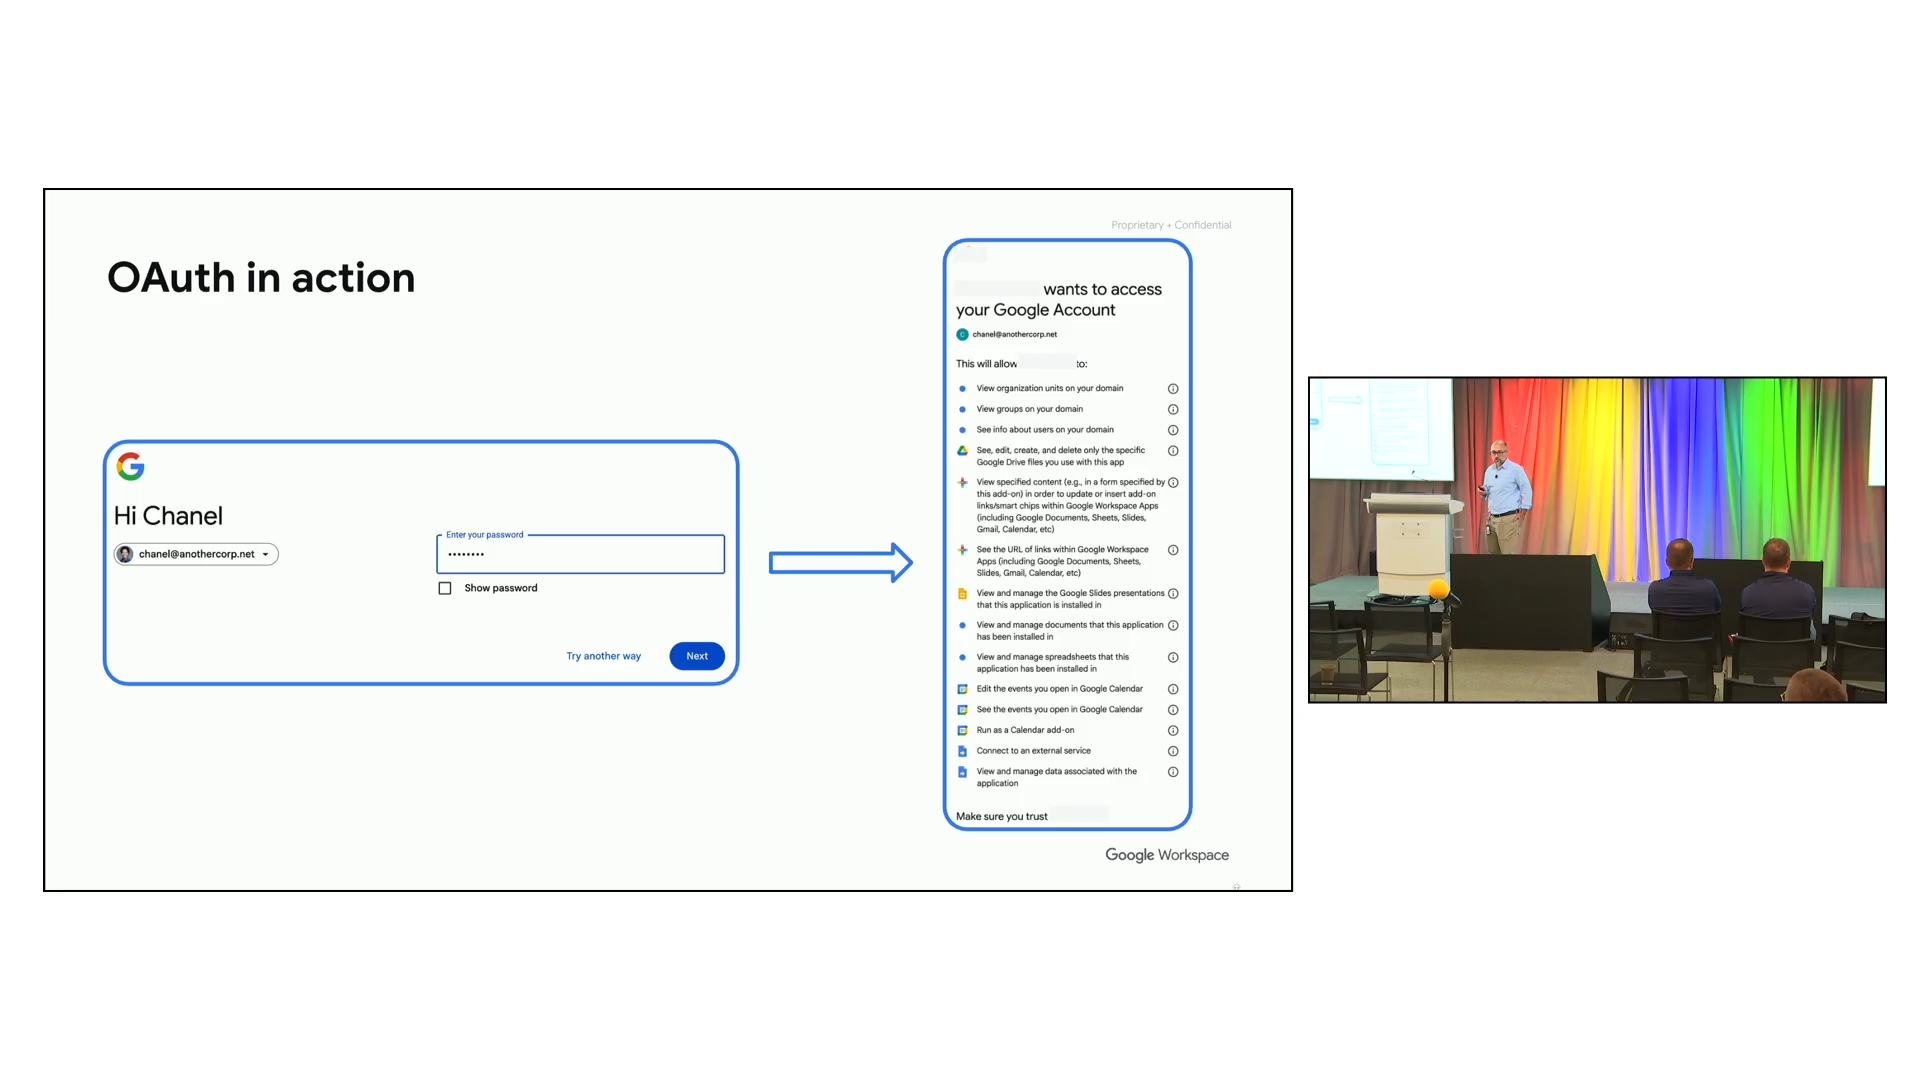 Proprietary + Confidential
OAuth in action
Hi Chanel
chanel@anothercorp.net
Enter your password
••••••••
Show password
Try another way
Next
wants to access
your Google Account
C chanel@anothercorp.net
This will allow to:
View organization units on your domain
View groups on your domain
See info about users on your domain
See, edit, create, and delete only the specific
Google Drive files you use with this app
View specified content (e.g., in a form specified by
this add-on) in order to update or insert add-on
links/smart chips within Google Workspace Apps
(including Google Documents, Sheets, Slides,
Gmail, Calendar, etc)
See the URL of links within Google Workspace
Apps (including Google Documents, Sheets,
Slides, Gmail, Calendar, etc)
View and manage the Google Slides presentations
that this application is installed in
View and manage documents that this application
has been installed in
View and manage spreadsheets that this
application has been installed in
Edit the events you open in Google Calendar
See the events you open in Google Calendar
Run as a Calendar add-on
Connect to an external service
View and manage data associated with the
application
Make sure you trust
Google Workspace